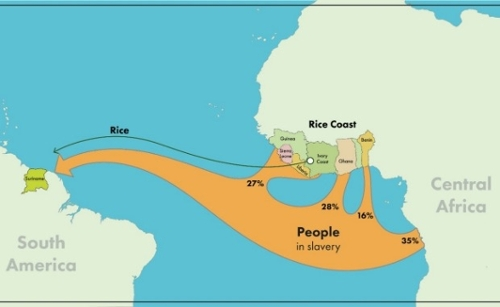 Rice
Rice Coast
Guinea
Benin
Sierra
Leone
Ivory
Coast
Ghana
Liberia
Suriname
27%
28%
16%
35%
People
in slavery
Central
Africa
South
America